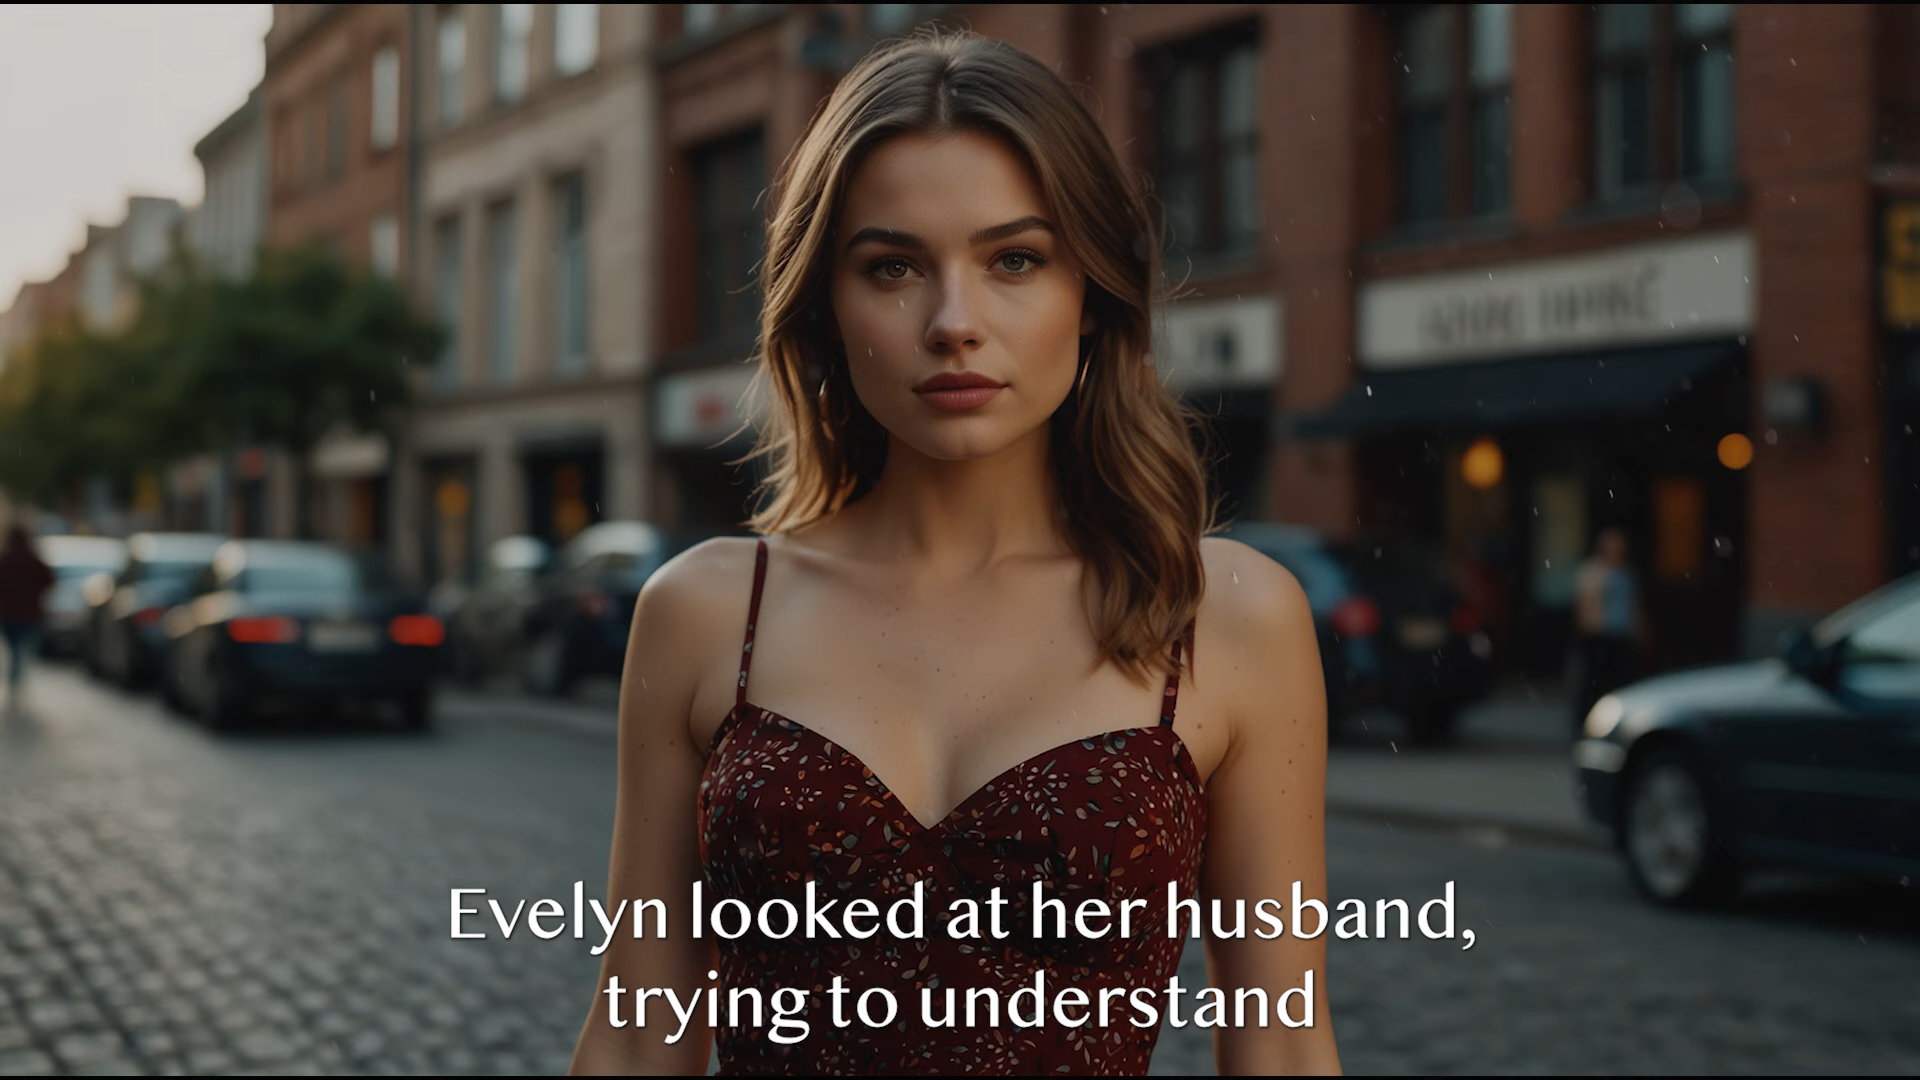 Evelyn looked at her husband,
trying to understand